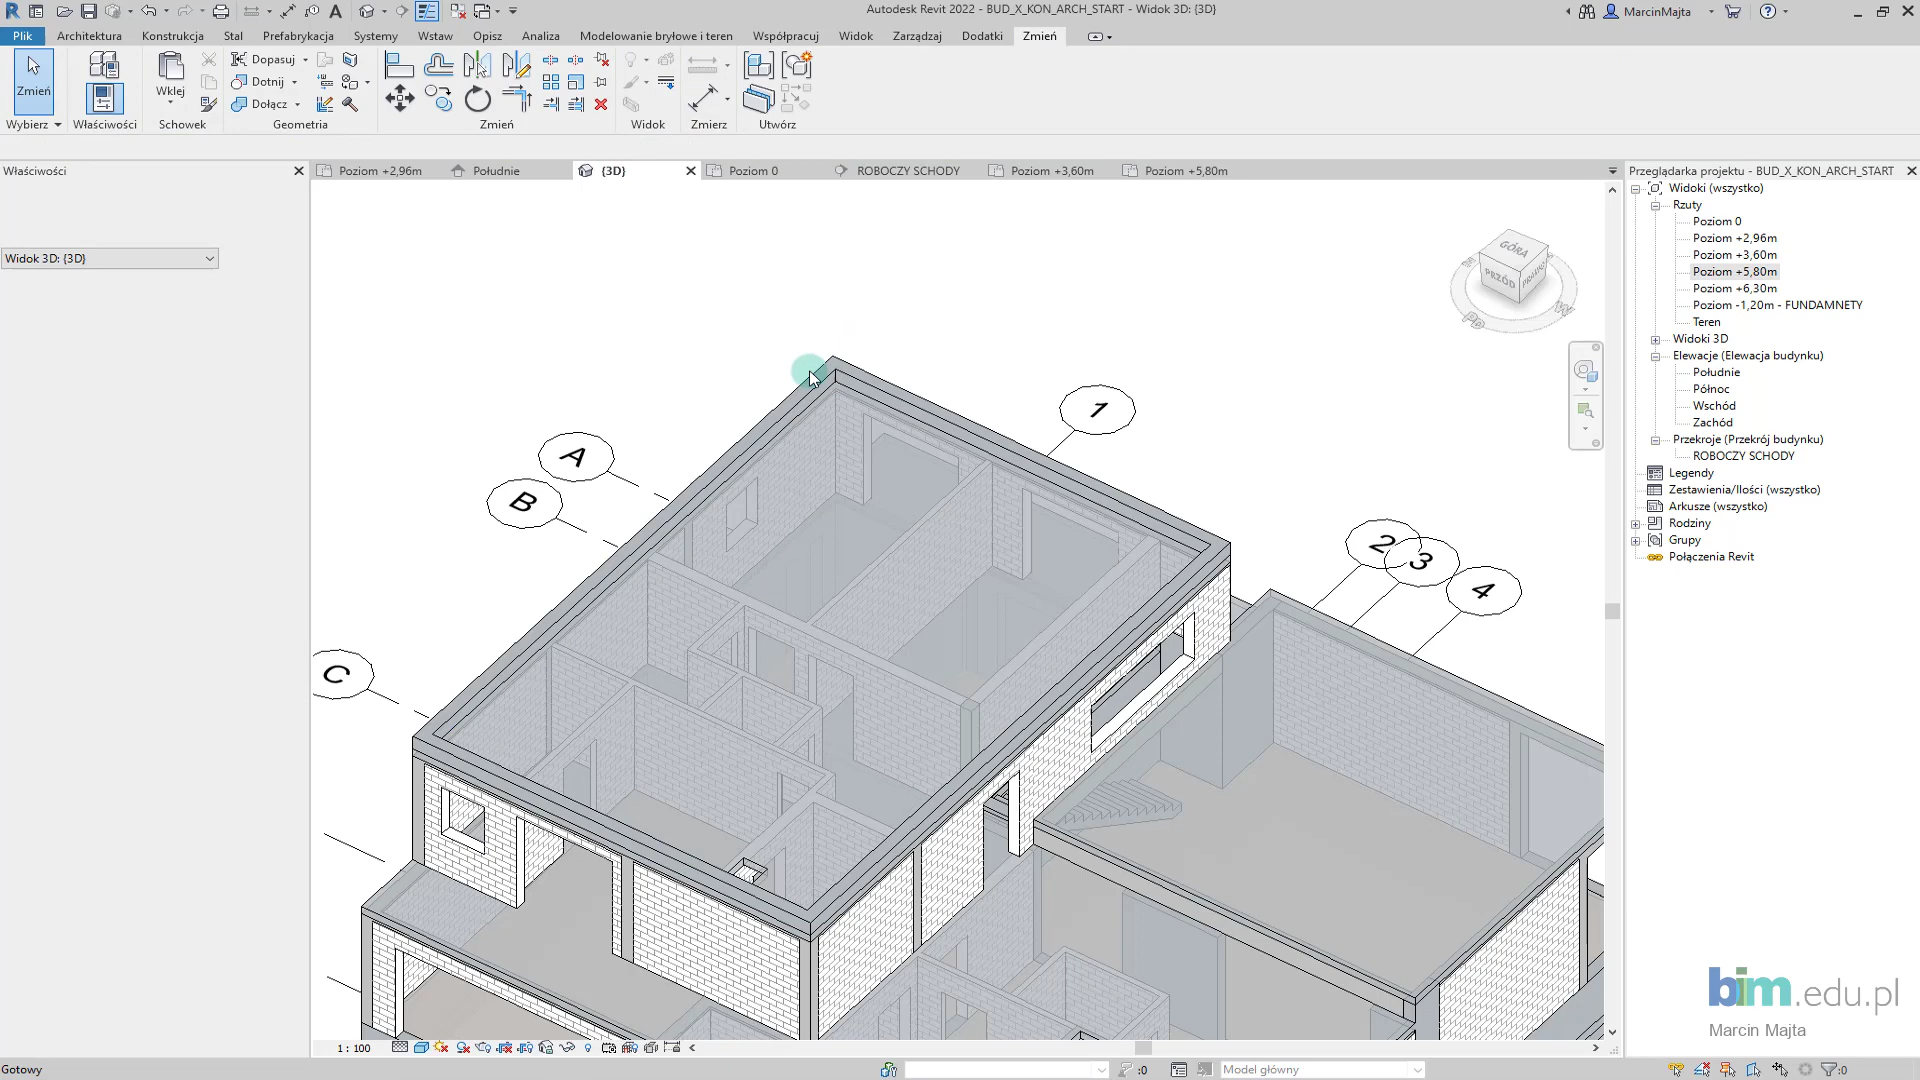 Autodesk Revit 2022 - BUD_X_KON_ARCH_START - Widok 3D: {3D}
MarcinMajta
Plik
Architektura
Konstrukcja
Stal
Prefabrykacja
Systemy
Wstaw
Opisz
Analiza
Modelowanie bryłowe i teren
Współpracuj
Widok
Zarządzaj
Dodatki
Zmień
Zmień
Wklej
Dopasuj
Dotnij
Dołącz
Wybierz
Właściwości
Schowek
Geometria
Zmień
Widok
Zmierz
Utwórz
Właściwości
Widok 3D: {3D}
Poziom +2,96m
Południe
{3D}
Poziom 0
ROBOCZY SCHODY
Poziom +3,60m
Poziom +5,80m
GÓRA
PRZÓD
A
B
C
1
2
3
4
Przeglądarka projektu - BUD_X_KON_ARCH_START
Widoki (wszystko)
Rzuty
Poziom 0
Poziom +2,96m
Poziom +3,60m
Poziom +5,80m
Poziom +6,30m
Poziom -1,20m - FUNDAMNETY
Teren
Widoki 3D
Elewacje (Elewacja budynku)
Południe
Północ
Wschód
Zachód
Przekroje (Przekrój budynku)
ROBOCZY SCHODY
Legendy
Zestawienia/Ilości (wszystko)
Arkusze (wszystko)
Rodziny
Grupy
Połączenia Revit
bim.edu.pl
Marcin Majta
1 : 100
Gotowy
:0
Model główny
:0